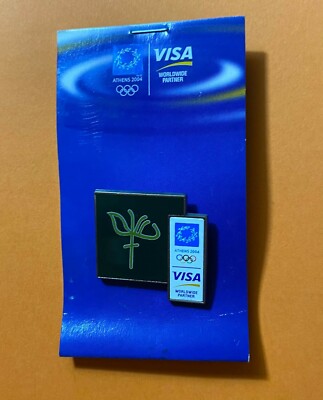 ATHENS 2004
VISA
WORLDWIDE
PARTNER
ATHENS 2004
VISA
WORLDWIDE
PARTNER